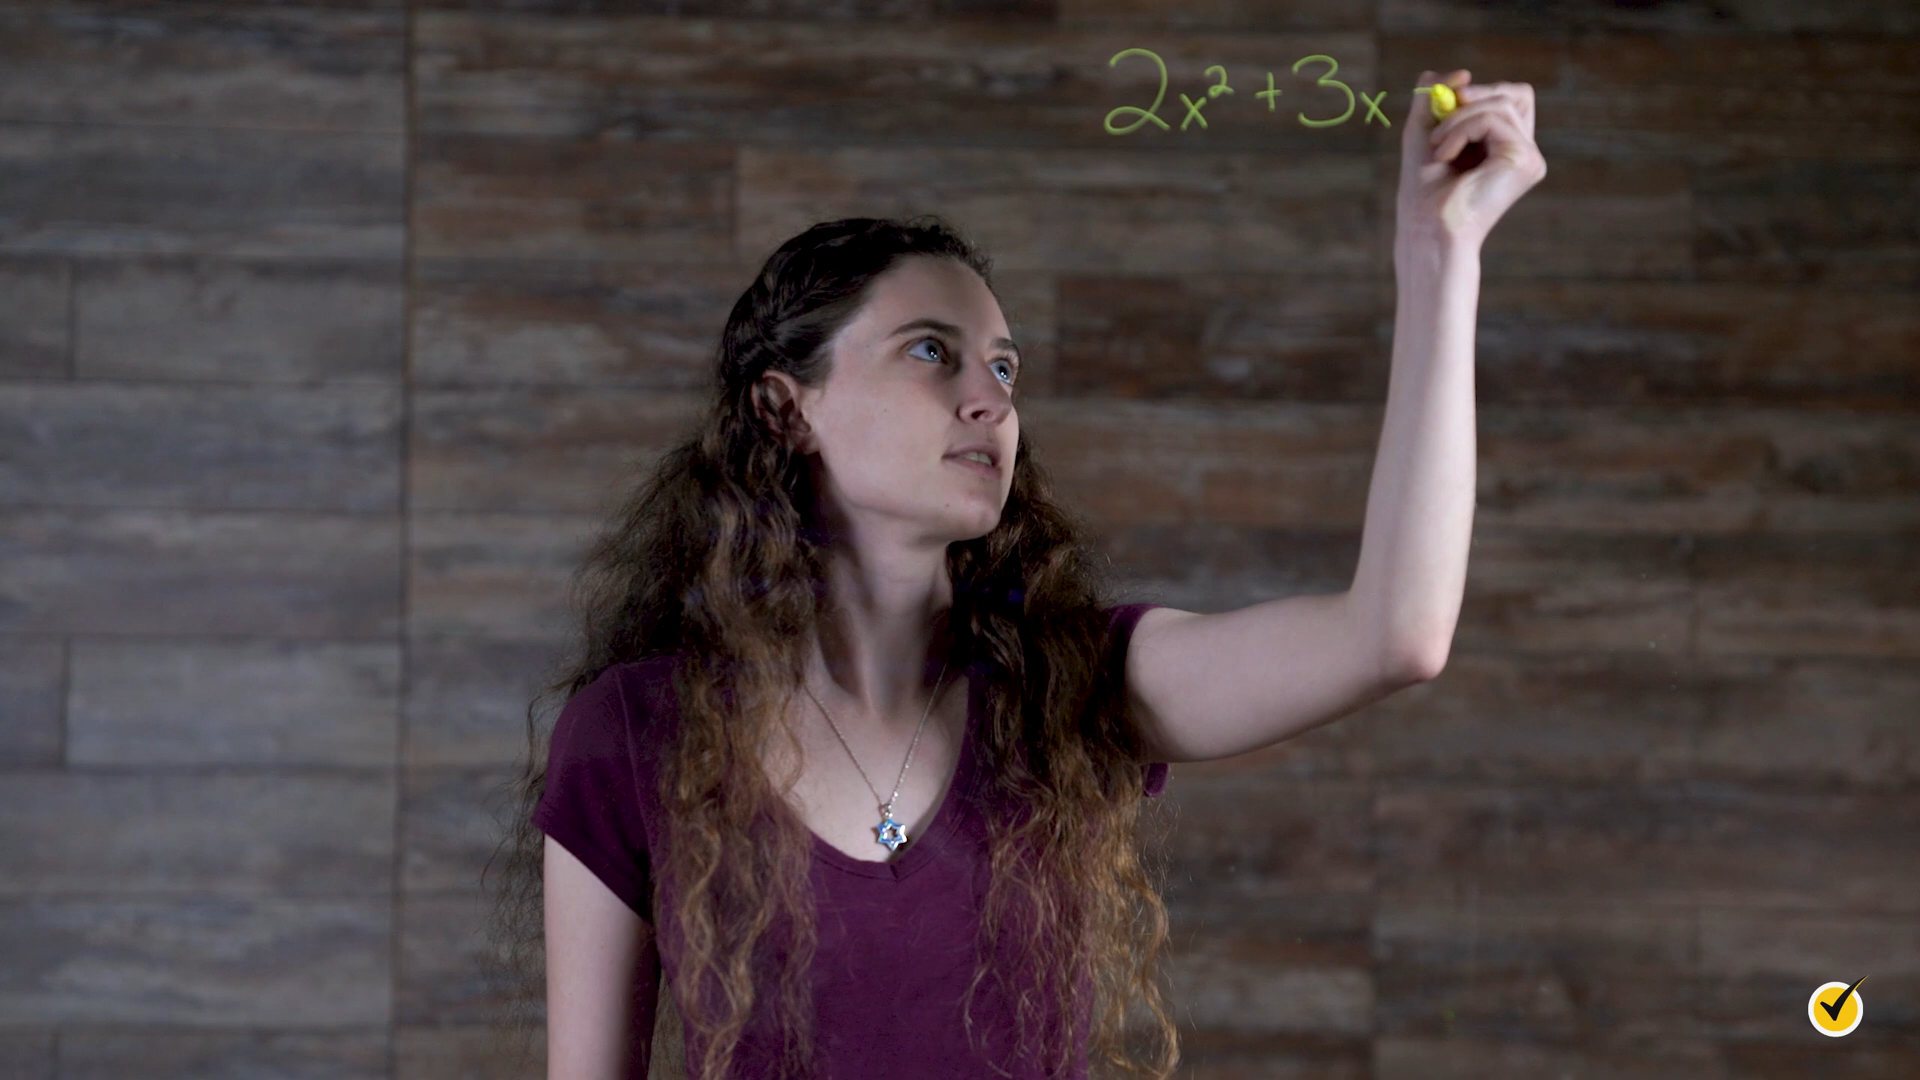 2x² + 3x